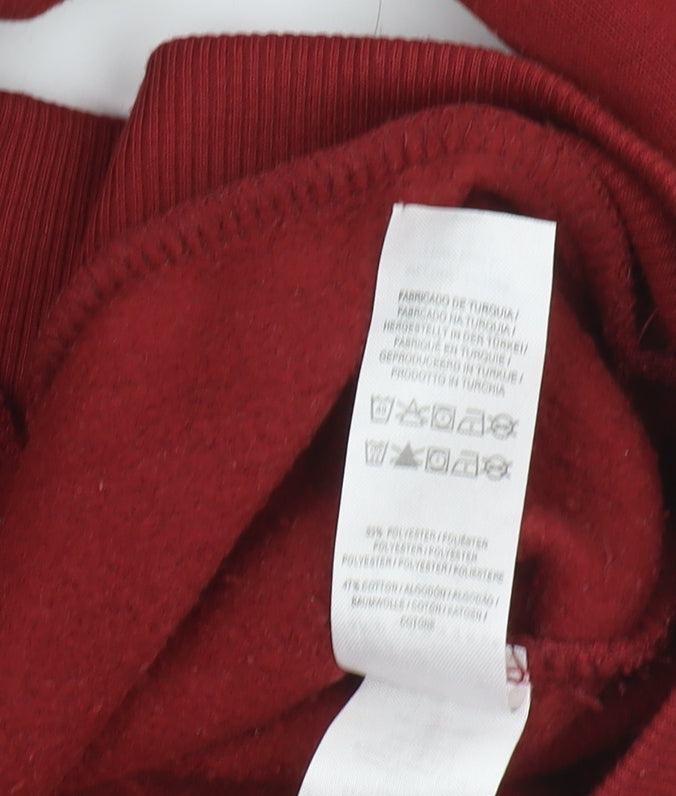 FABRICADO DE TURQUIA /
FABRICADO NA TURQUIA /
HERGESTELLT IN DER TÜRKEI /
FABRIQUÉ EN TURQUIE /
GEPRODUCEERD IN TURKIJE /
PRODOTTO IN TURCHIA
POLYESTER / POLIÉSTER
POLYESTER / POLYESTER
POLYESTER / POLYESTER / POLIESTERE
47% COTTON / ALGODÓN / ALGODÃO /
BAUMWOLLE / COTON / KATOEN /
COTONE